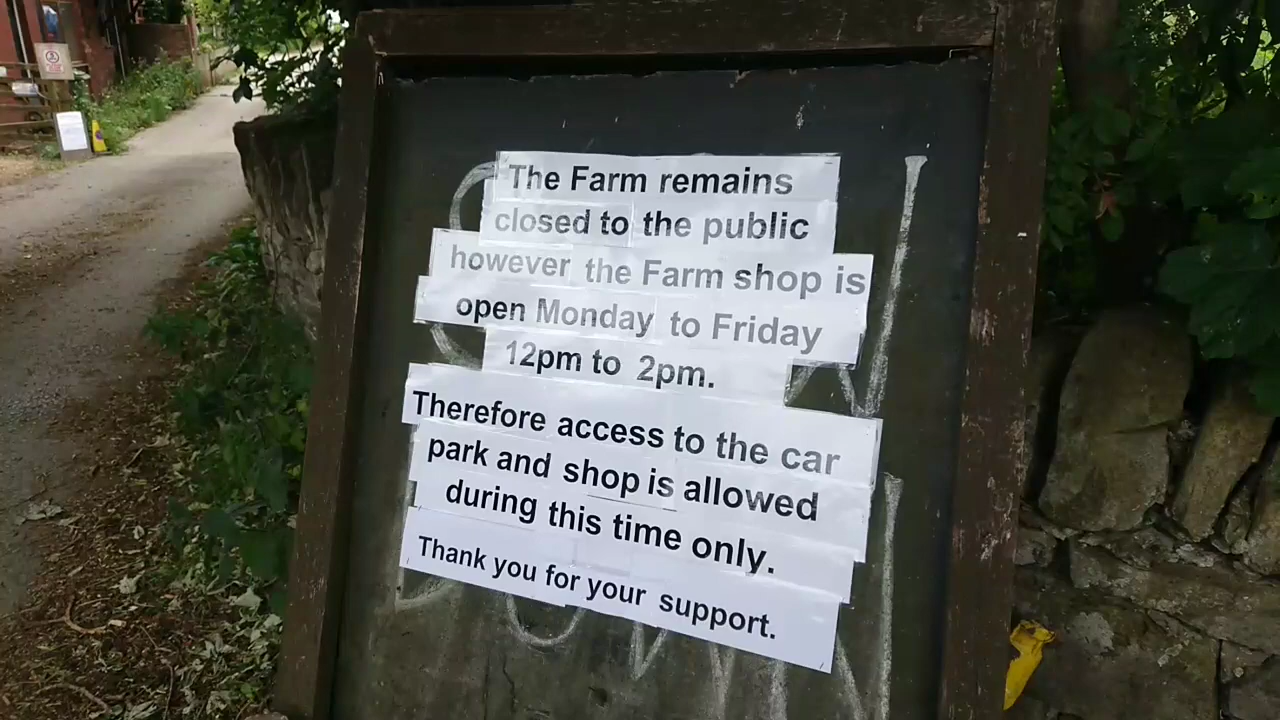 The Farm remains
closed to the public
however the Farm shop is
open Monday to Friday
12pm to 2pm.
Therefore access to the car
park and shop is allowed
during this time only.
Thank you for your support.